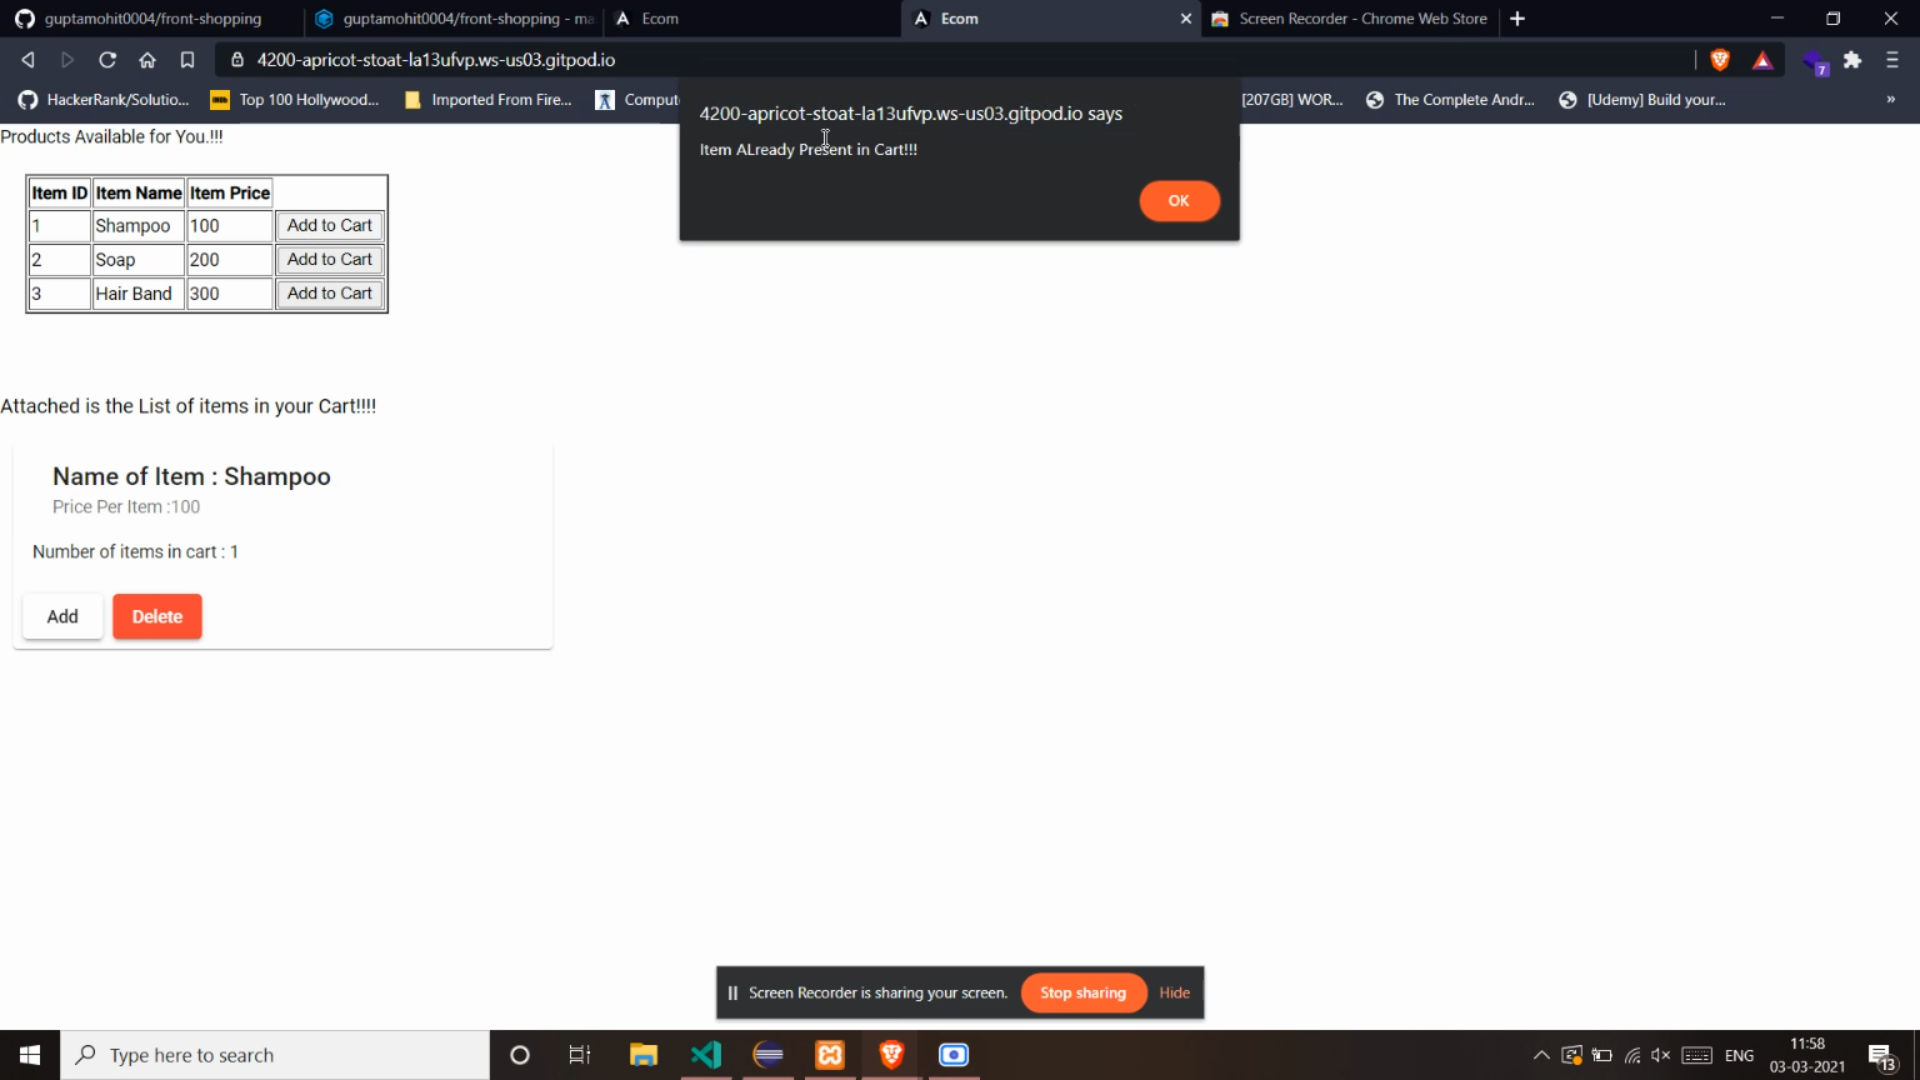 guptamohit0004/front-shopping
guptamohit0004/front-shopping - ma
Ecom
Ecom
Screen Recorder - Chrome Web Store
4200-apricot-stoat-la13ufvp.ws-us03.gitpod.io
7
HackerRank/Solutio...
Top 100 Hollywood...
Imported From Fire...
Comput
[207GB] WOR...
The Complete Andr...
[Udemy] Build your...
»
4200-apricot-stoat-la13ufvp.ws-us03.gitpod.io says
Item ALready Present in Cart!!!
OK
Products Available for You.!!!
Item ID Item Name Item Price
1 Shampoo 100 Add to Cart
2 Soap 200 Add to Cart
3 Hair Band 300 Add to Cart
Attached is the List of items in your Cart!!!!
Name of Item : Shampoo
Price Per Item :100
Number of items in cart : 1
Add Delete
Screen Recorder is sharing your screen. Stop sharing Hide
Type here to search
ENG
11:58
03-03-2021
13